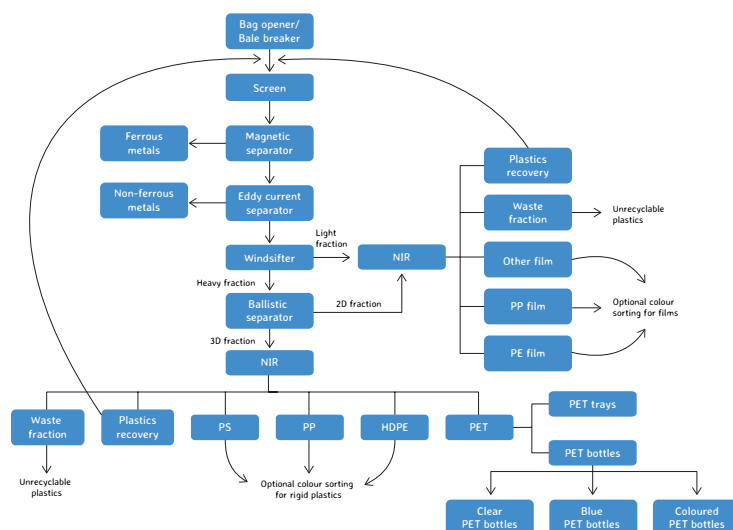 Bag opener/
Bale breaker
Screen
Ferrous
metals
Magnetic
separator
Plastics
recovery
Non-ferrous
metals
Eddy current
separator
Waste
fraction
Unrecyclable
plastics
Light
fraction
Windsifter
NIR
Other film
Heavy fraction
Ballistic
separator
2D fraction
PP film
Optional colour
sorting for films
3D fraction
NIR
PE film
Waste
fraction
Plastics
recovery
PS
PP
HDPE
PET
PET trays
PET bottles
Unrecyclable
plastics
Optional colour sorting
for rigid plastics
Clear
PET bottles
Blue
PET bottles
Coloured
PET bottles